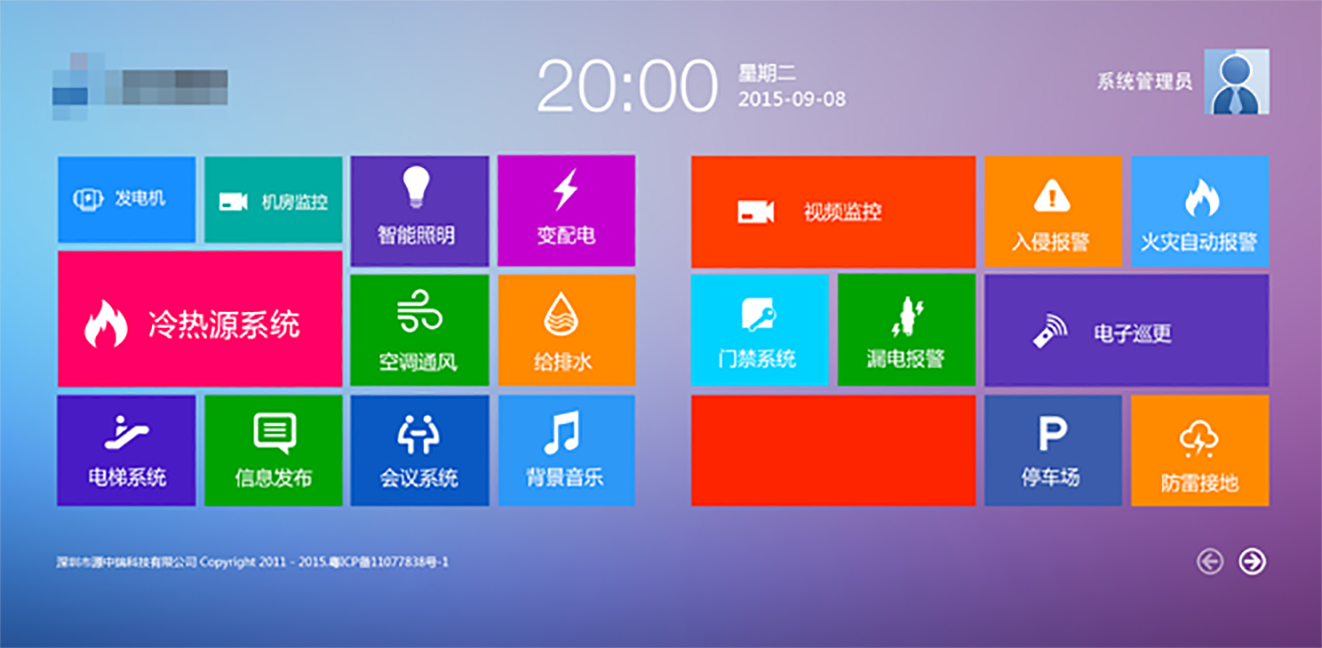 20:00
星期二
2015-09-08
系统管理员
发电机
机房监控
智能照明
变配电
冷热源系统
空调通风
给排水
电梯系统
信息发布
会议系统
背景音乐
视频监控
入侵报警
火灾自动报警
门禁系统
漏电报警
电子巡更
P
停车场
防雷接地
深圳市源中瑞科技有限公司 Copyright 2011 - 2015.粤ICP备11077838号-1